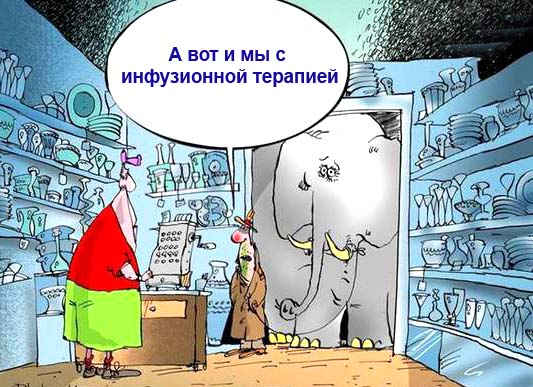 А вот и мы с
инфузионной терапией